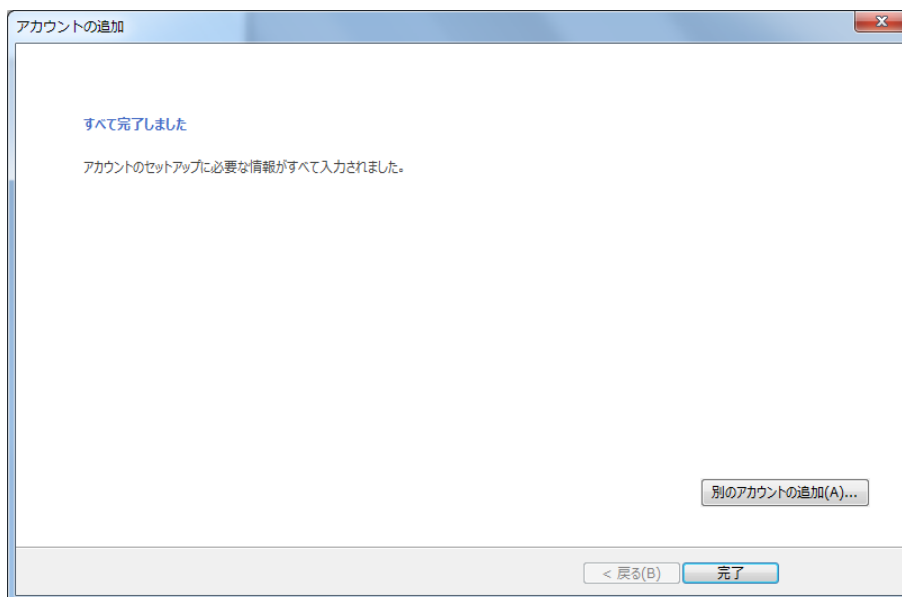 アカウントの追加
すべて完了しました
アカウントのセットアップに必要な情報がすべて入力されました。
別のアカウントの追加(A)...
< 戻る(B)
完了